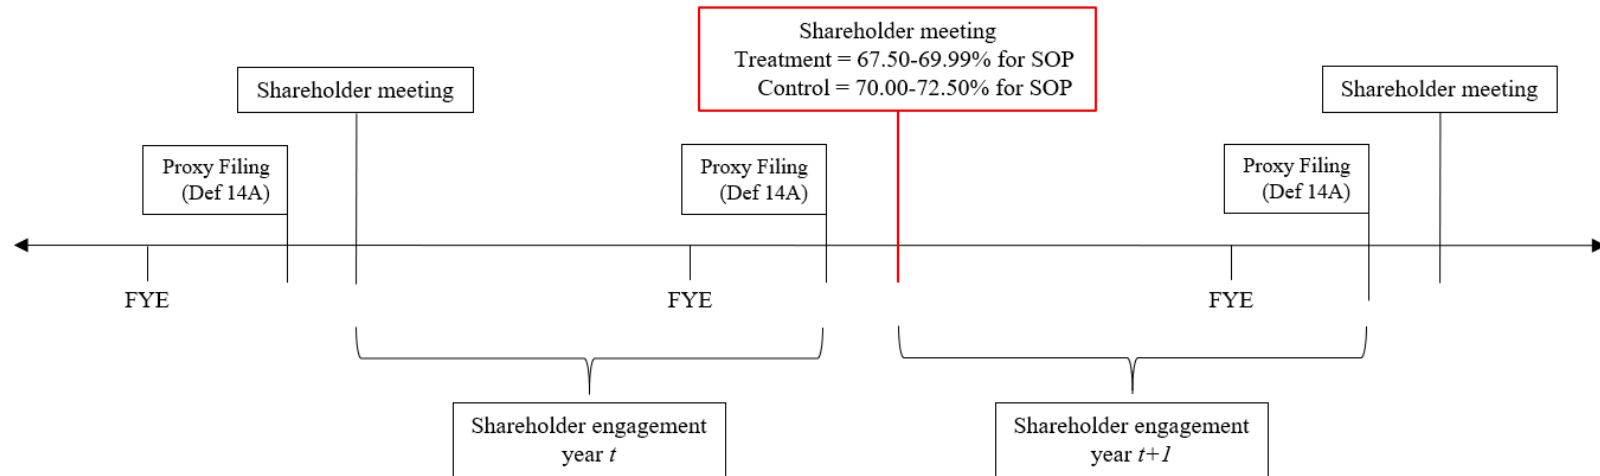 Shareholder meeting
Treatment = 67.50-69.99% for SOP
Control = 70.00-72.50% for SOP
Shareholder meeting
Shareholder meeting
Proxy Filing
(Def 14A)
Proxy Filing
(Def 14A)
Proxy Filing
(Def 14A)
FYE
FYE
FYE
Shareholder engagement
year t
Shareholder engagement
year t+1